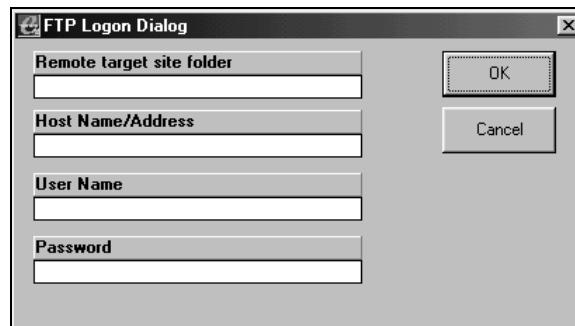 FTP Logon Dialog
Remote target site folder
OK
Host Name/Address
Cancel
User Name
Password